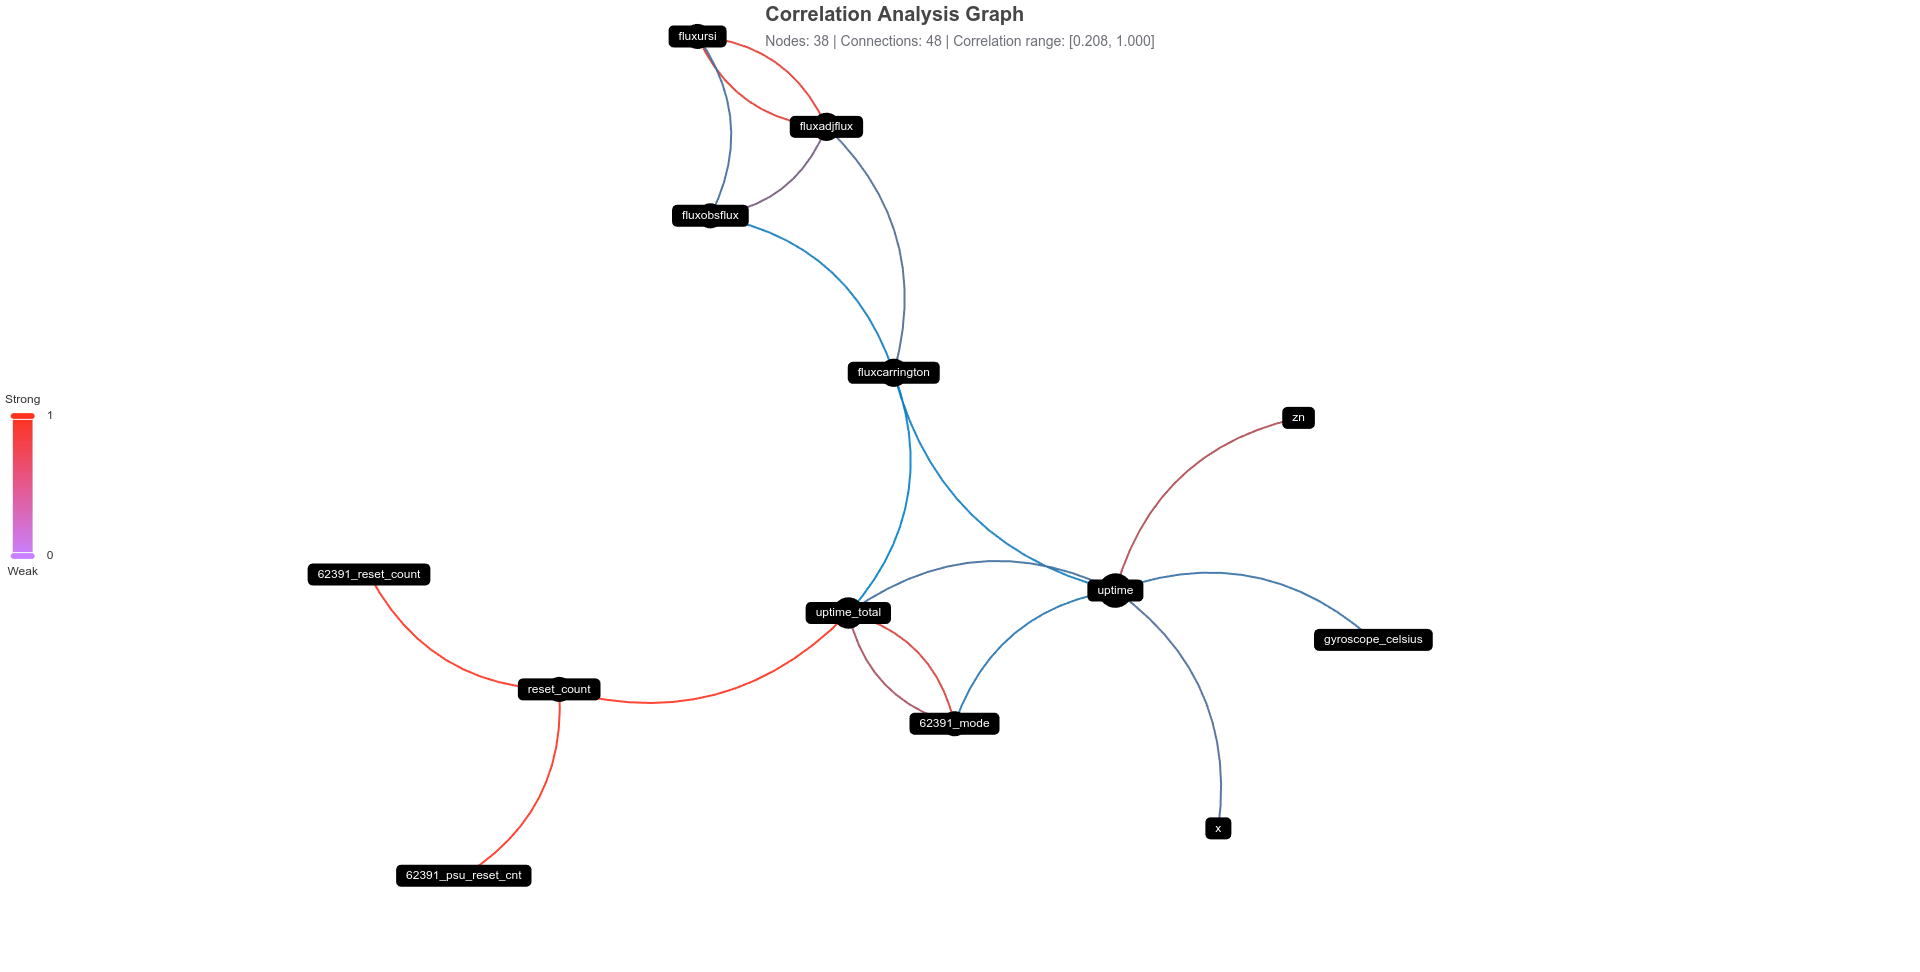 Correlation Analysis Graph
Nodes: 38 | Connections: 48 | Correlation range: [0.208, 1.000]
fluxursi
fluxadjflux
fluxobsflux
fluxcarrington
zn
Strong
1
0
Weak
62391_reset_count
uptime
uptime_total
gyroscope_celsius
reset_count
62391_mode
x
62391_psu_reset_cnt